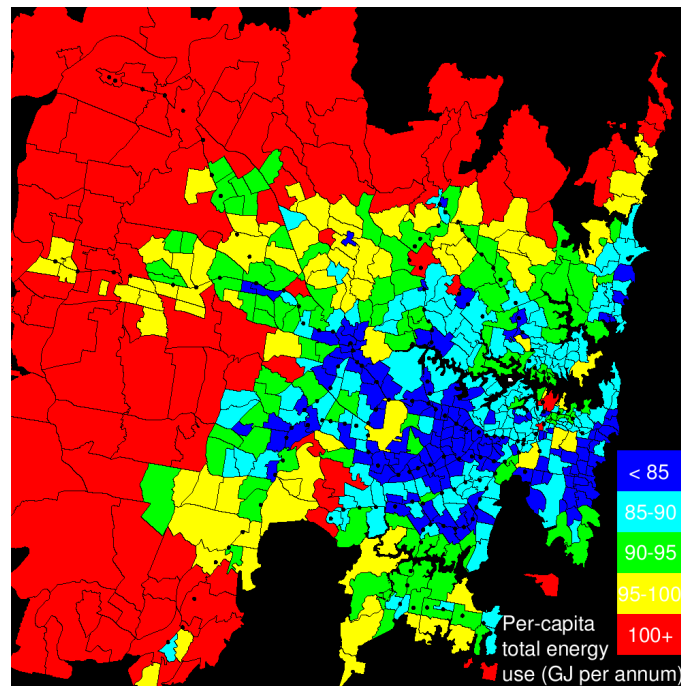 < 85
85-90
90-95
95-100
100+
Per-capita
total energy
use (GJ per annum)